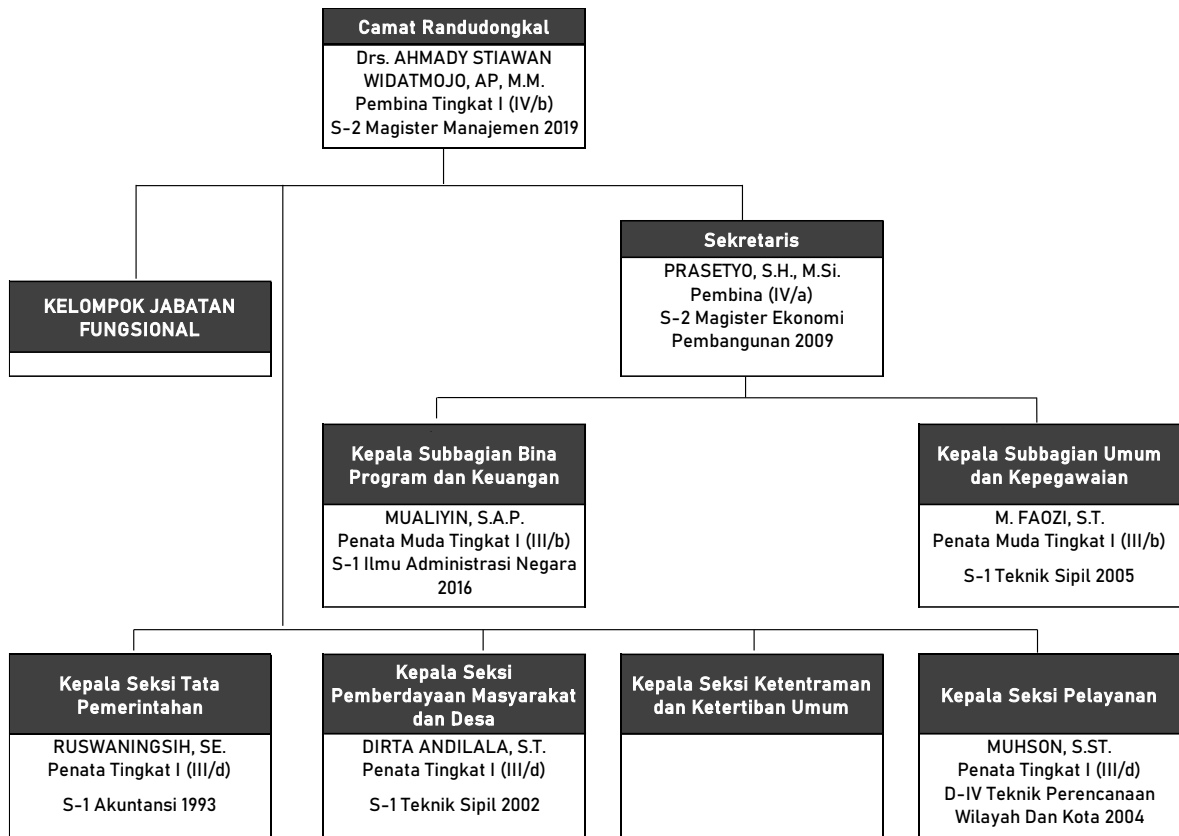 Camat Randudongkal
Drs. AHMADY STIAWAN
WIDATMOJO, AP, M.M.
Pembina Tingkat I (IV/b)
S-2 Magister Manajemen 2019
Sekretaris
PRASETYO, S.H., M.Si.
Pembina (IV/a)
S-2 Magister Ekonomi
Pembangunan 2009
KELOMPOK JABATAN
FUNGSIONAL
Kepala Subbagian Bina
Program dan Keuangan
MUALIYIN, S.A.P.
Penata Muda Tingkat I (III/b)
S-1 Ilmu Administrasi Negara
2016
Kepala Subbagian Umum
dan Kepegawaian
M. FAOZI, S.T.
Penata Muda Tingkat I (III/b)
S-1 Teknik Sipil 2005
Kepala Seksi Tata
Pemerintahan
RUSWANINGSIH, SE.
Penata Tingkat I (III/d)
S-1 Akuntansi 1993
Kepala Seksi
Pemberdayaan Masyarakat
dan Desa
DIRTA ANDILALA, S.T.
Penata Tingkat I (III/d)
S-1 Teknik Sipil 2002
Kepala Seksi Ketentraman
dan Ketertiban Umum
Kepala Seksi Pelayanan
MUHSON, S.ST.
Penata Tingkat I (III/d)
D-IV Teknik Perencanaan
Wilayah Dan Kota 2004